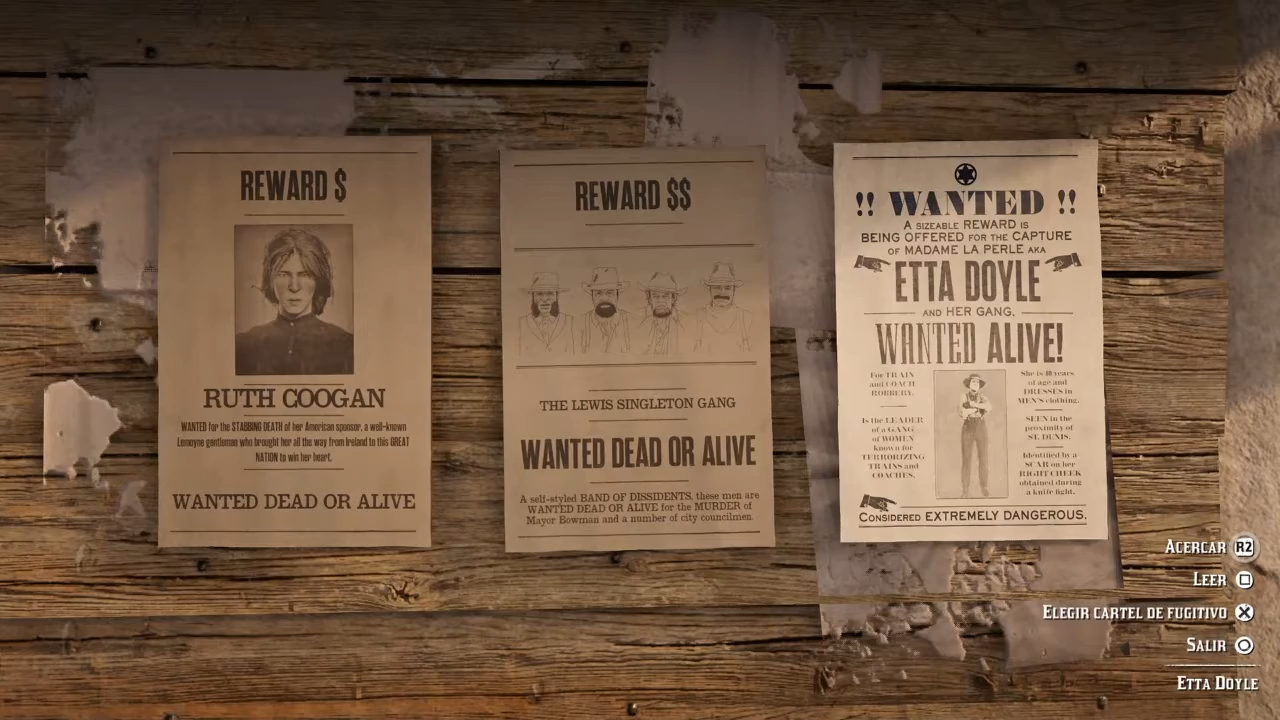 REWARD $
RUTH COOGAN
WANTED for the STABBING DEATH of her American sponsor, a well-known
Lemoyne gentleman who brought her all the way from Ireland to this GREAT
NATION to win her heart.
WANTED DEAD OR ALIVE
REWARD $$
THE LEWIS SINGLETON GANG
WANTED DEAD OR ALIVE
A self-styled BAND OF DISSIDENTS, these men are
WANTED DEAD OR ALIVE for the MURDER of
Mayor Bowman and a number of city councilmen.
!! WANTED !!
A SIZEABLE REWARD IS
BEING OFFERED FOR THE CAPTURE
OF MADAME LA PERLE AKA
ETTA DOYLE
AND HER GANG.
WANTED ALIVE!
For TRAIN
and COACH
ROBBERY.
Is the LEADER
of a GANG
of WOMEN
known for
TERRORIZING
TRAINS and
COACHES.
She is years
of age and
DRESSES in
MEN'S clothing.
SEEN in the
proximity of
ST. DENIS.
Identified by a
SCAR on her
RIGHT CHEEK
obtained during
a knife fight.
CONSIDERED EXTREMELY DANGEROUS.
ACERCAR R2
LEER
ELEGIR CARTEL DE FUGITIVO
SALIR
ETTA DOYLE